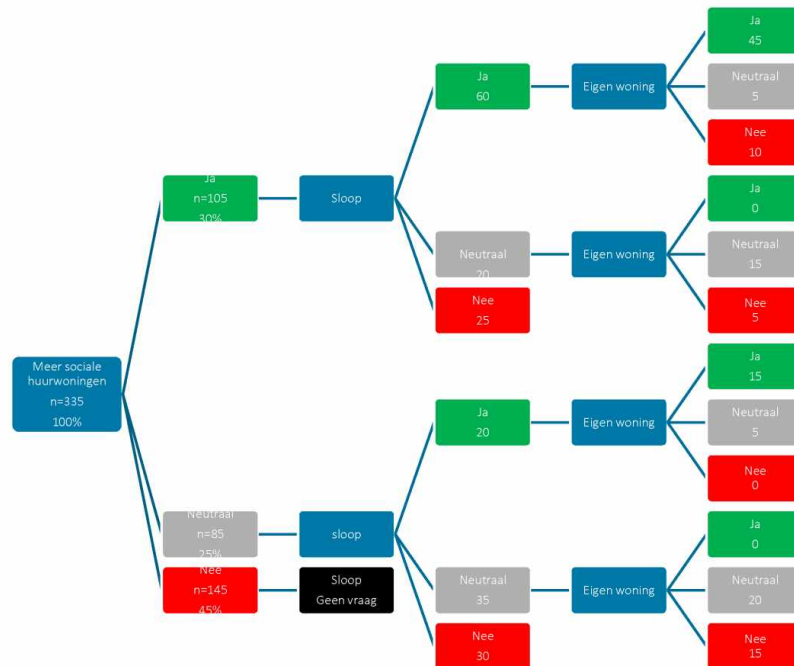 Ja
45
Ja
60
Eigen woning
Neutraal
5
Nee
10
Ja
n=105
30%
Sloop
Ja
0
Neutraal
20
Eigen woning
Neutraal
15
Nee
25
Nee
5
Meer sociale
huurwoningen
n=335
100%
Ja
15
Ja
20
Eigen woning
Neutraal
5
Nee
0
Neutraal
n=85
25%
sloop
Ja
0
Nee
n=145
45%
Sloop
Geen vraag
Neutraal
35
Eigen woning
Neutraal
20
Nee
30
Nee
15